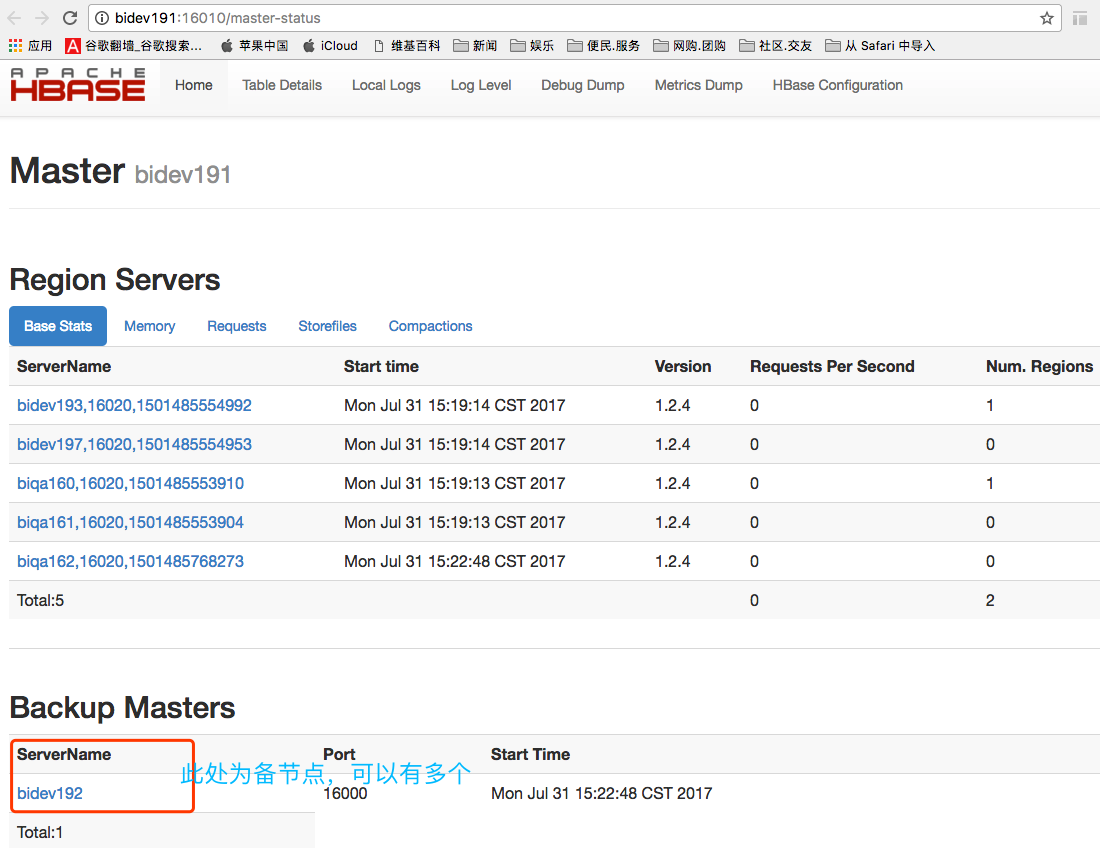 bidev191:16010/master-status
应用 谷歌翻墙_谷歌搜索... 苹果中国 iCloud 维基百科 新闻 娱乐 便民.服务 网购.团购 社区.交友 从 Safari 中导入
APACHE
HBASE
Home Table Details Local Logs Log Level Debug Dump Metrics Dump HBase Configuration
Master bidev191
Region Servers
Base Stats Memory Requests Storefiles Compactions
ServerName Start time Version Requests Per Second Num. Regions
bidev193,16020,1501485554992 Mon Jul 31 15:19:14 CST 2017 1.2.4 0 1
bidev197,16020,1501485554953 Mon Jul 31 15:19:14 CST 2017 1.2.4 0 0
biqa160,16020,1501485553910 Mon Jul 31 15:19:13 CST 2017 1.2.4 0 1
biqa161,16020,1501485553904 Mon Jul 31 15:19:13 CST 2017 1.2.4 0 0
biqa162,16020,1501485768273 Mon Jul 31 15:22:48 CST 2017 1.2.4 0 0
Total:5 0 2
Backup Masters
ServerName Port Start Time
此处为备节点，可以有多个
bidev192 16000 Mon Jul 31 15:22:48 CST 2017
Total:1